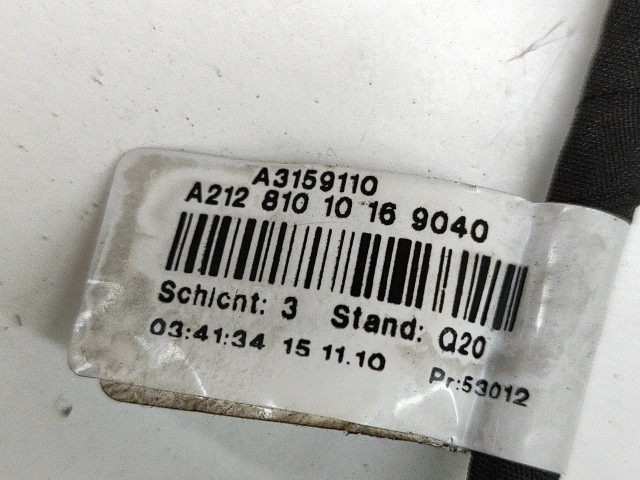 A3159110
A212 810 10 16 9040
Schicht: 3 Stand: Q20
03:41:34 15 11.10
Pr:53012